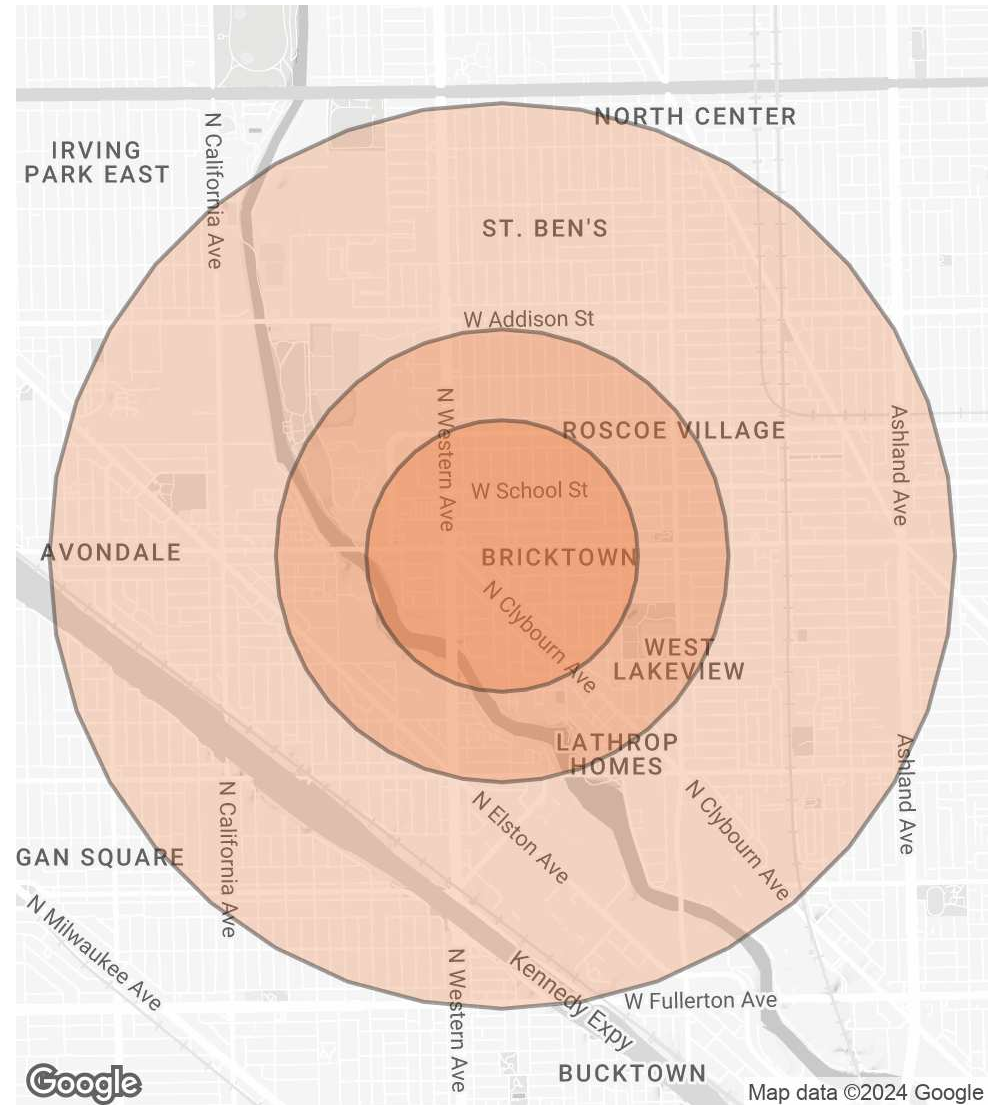 NORTH CENTER
N California Ave
IRVING
PARK EAST
ST. BEN'S
W Addison St
N Western Ave
ROSCOE VILLAGE
Ashland Ave
W School St
AVONDALE
BRICKTOWN
N Clybourn Ave
WEST
LAKEVIEW
LATHROP
HOMES
Ashland Ave
N California Ave
N Elston Ave
N Clybourn Ave
GAN SQUARE
N Milwaukee Ave
N Western Ave
Kennedy Expy
W Fullerton Ave
BUCKTOWN
Google
Map data ©2024 Google